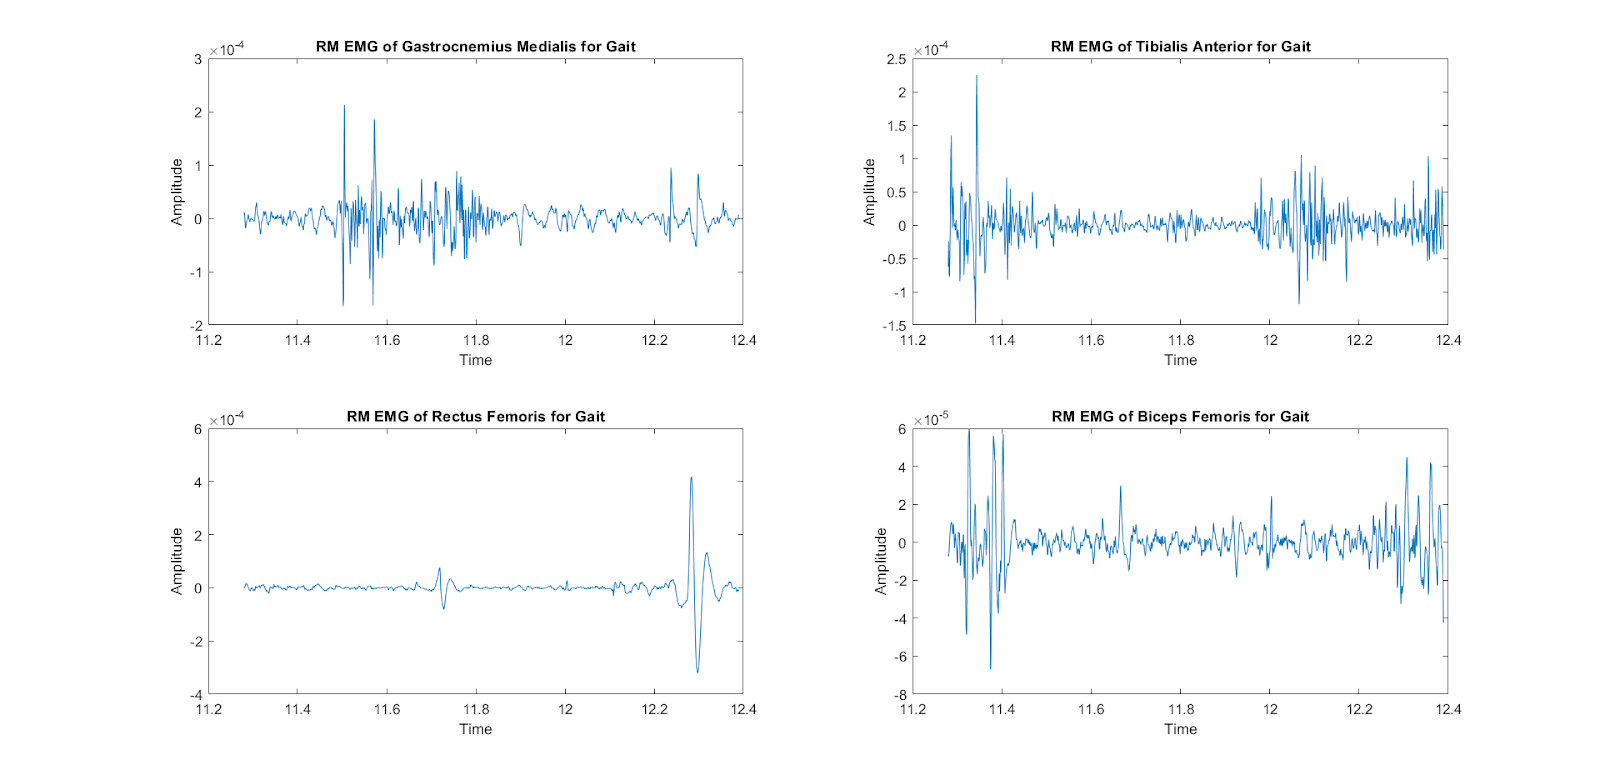 RM EMG of Gastrocnemius Medialis for Gait
×10-4
3
2
1
0
-1
-2
Amplitude
11.2 11.4 11.6 11.8 12 12.2 12.4
Time
RM EMG of Tibialis Anterior for Gait
×10-4
2.5
2
1.5
1
0.5
0
-0.5
-1
-1.5
Amplitude
11.2 11.4 11.6 11.8 12 12.2 12.4
Time
RM EMG of Rectus Femoris for Gait
×10-4
6
4
2
0
-2
-4
Amplitude
11.2 11.4 11.6 11.8 12 12.2 12.4
Time
RM EMG of Biceps Femoris for Gait
×10-5
6
4
2
0
-2
-4
-6
-8
Amplitude
11.2 11.4 11.6 11.8 12 12.2 12.4
Time